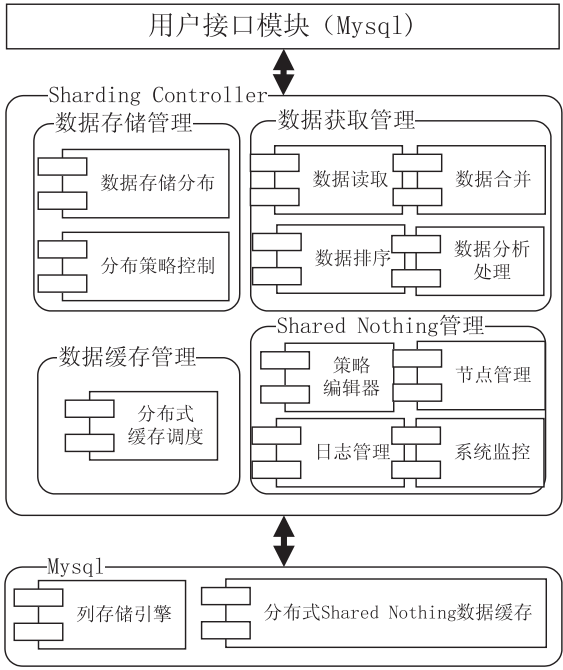 用户接口模块（Mysql）
Sharding Controller
数据存储管理
数据存储分布
分布策略控制
数据获取管理
数据读取
数据合并
数据排序
数据分析
处理
数据缓存管理
分布式
缓存调度
Shared Nothing管理
策略
编辑器
节点管理
日志管理
系统监控
Mysql
列存储引擎
分布式Shared Nothing数据缓存